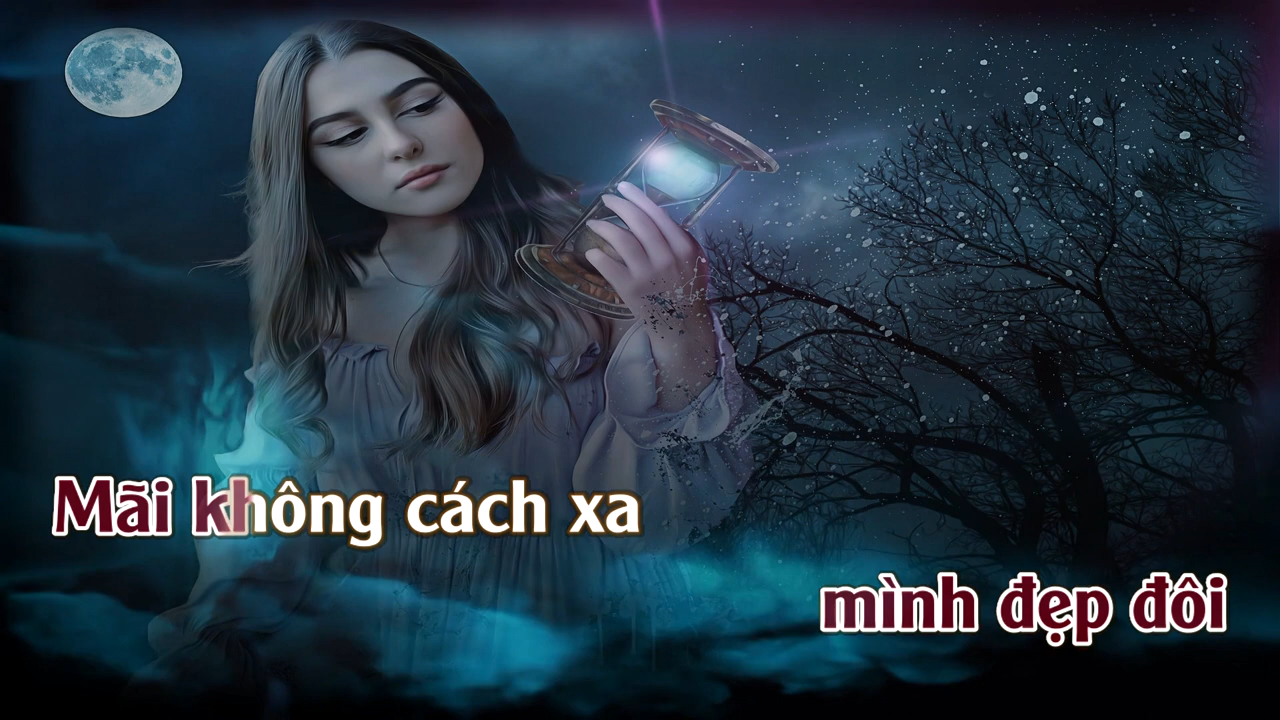 Mãi không cách xa
mình đẹp đôi